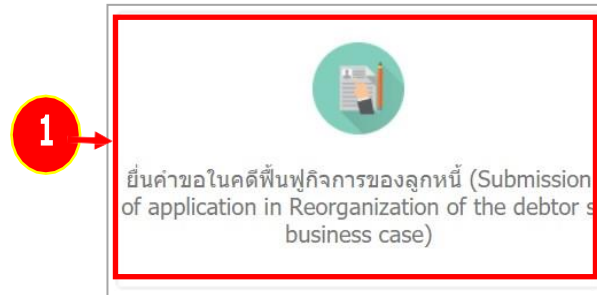 1
ยื่นคำขอในคดีฟื้นฟูกิจการของลูกหนี้ (Submission
of application in Reorganization of the debtor s
business case)